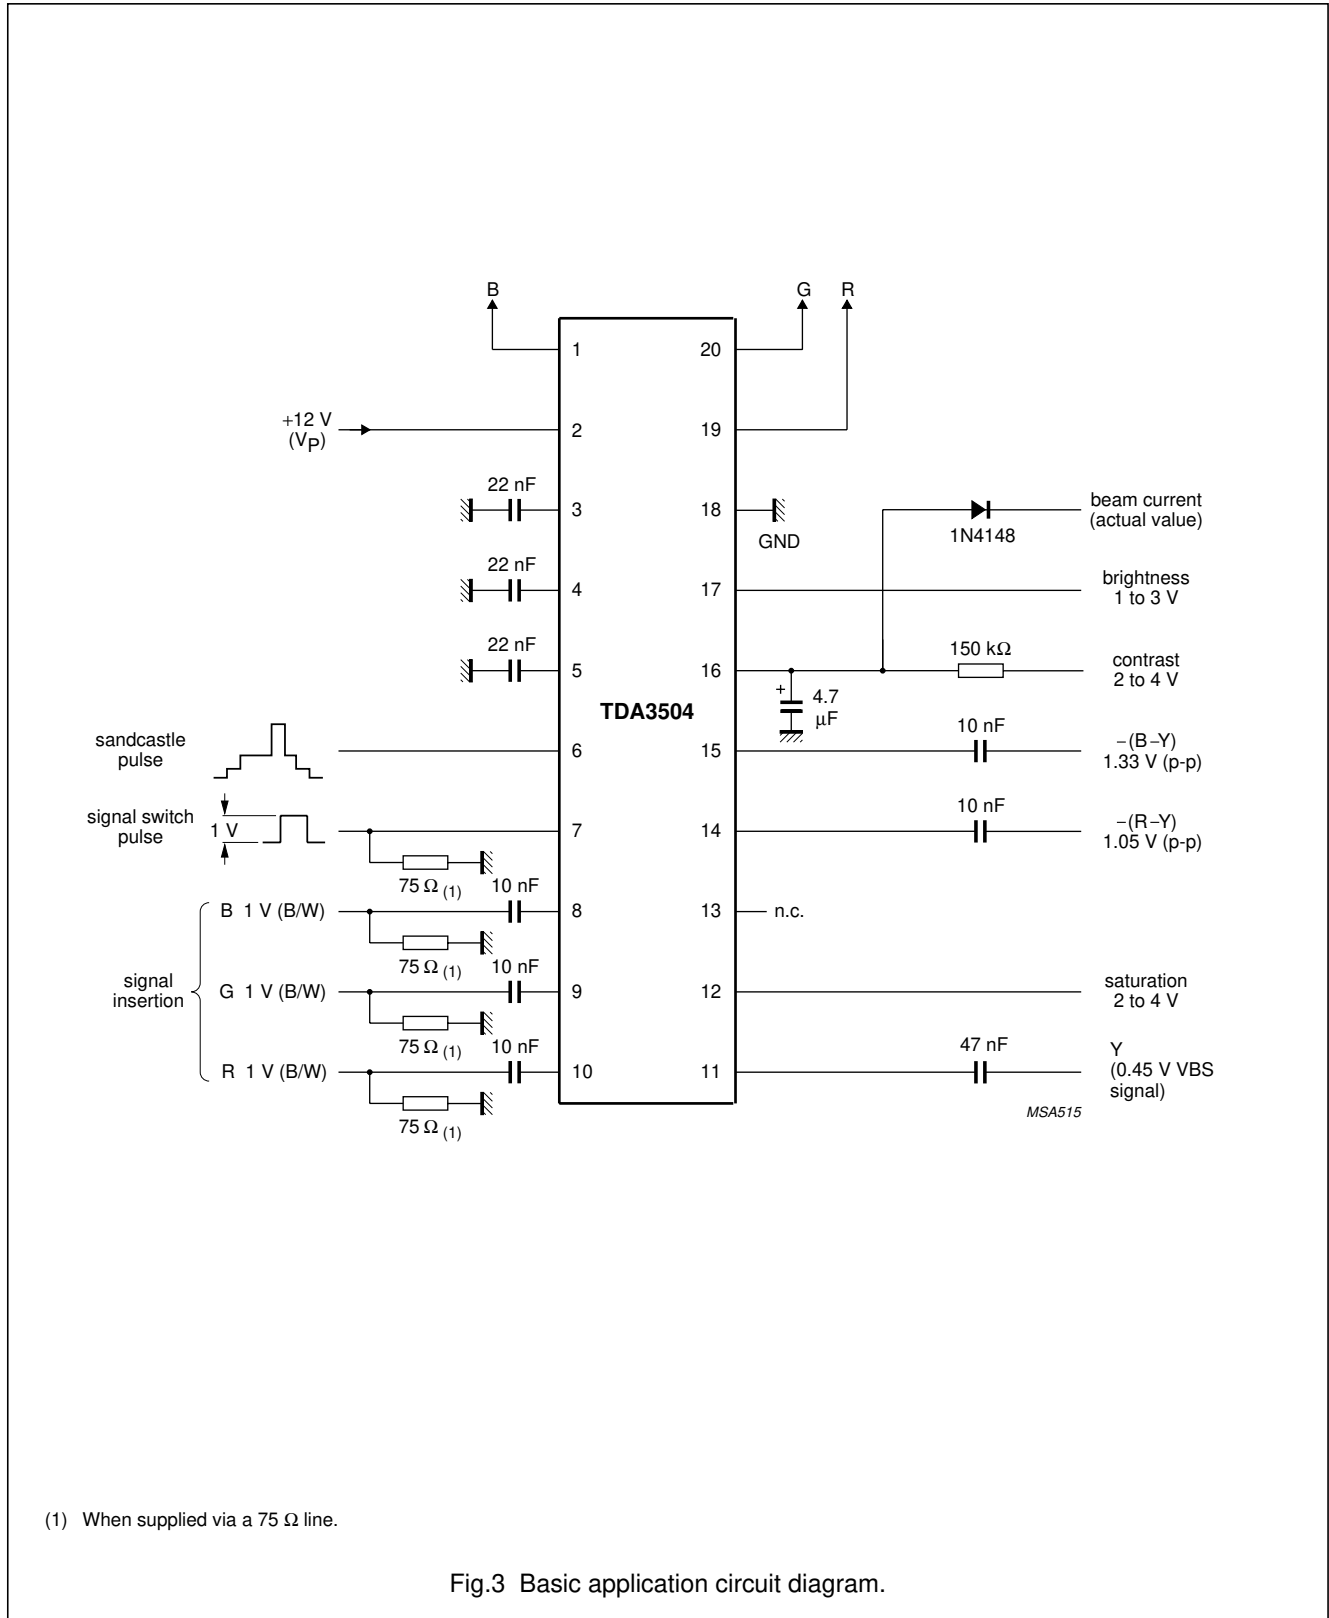 B
G R
1 20
+12 V
(VP)
2 19
22 nF
3 18
GND
1N4148
beam current
(actual value)
22 nF
4 17
brightness
1 to 3 V
22 nF
5 16
150 kΩ
contrast
2 to 4 V
TDA3504
+ 4.7
µF
sandcastle
pulse
6 15
10 nF
−(B−Y)
1.33 V (p-p)
signal switch
pulse
1 V
7 14
10 nF
−(R−Y)
1.05 V (p-p)
75 Ω (1)
10 nF
B 1 V (B/W)
8 13
n.c.
75 Ω (1)
10 nF
signal
insertion
G 1 V (B/W)
9 12
saturation
2 to 4 V
75 Ω (1)
10 nF
R 1 V (B/W)
10 11
47 nF
Y
(0.45 V VBS
signal)
75 Ω (1)
MSA515
(1) When supplied via a 75 Ω line.
Fig.3 Basic application circuit diagram.